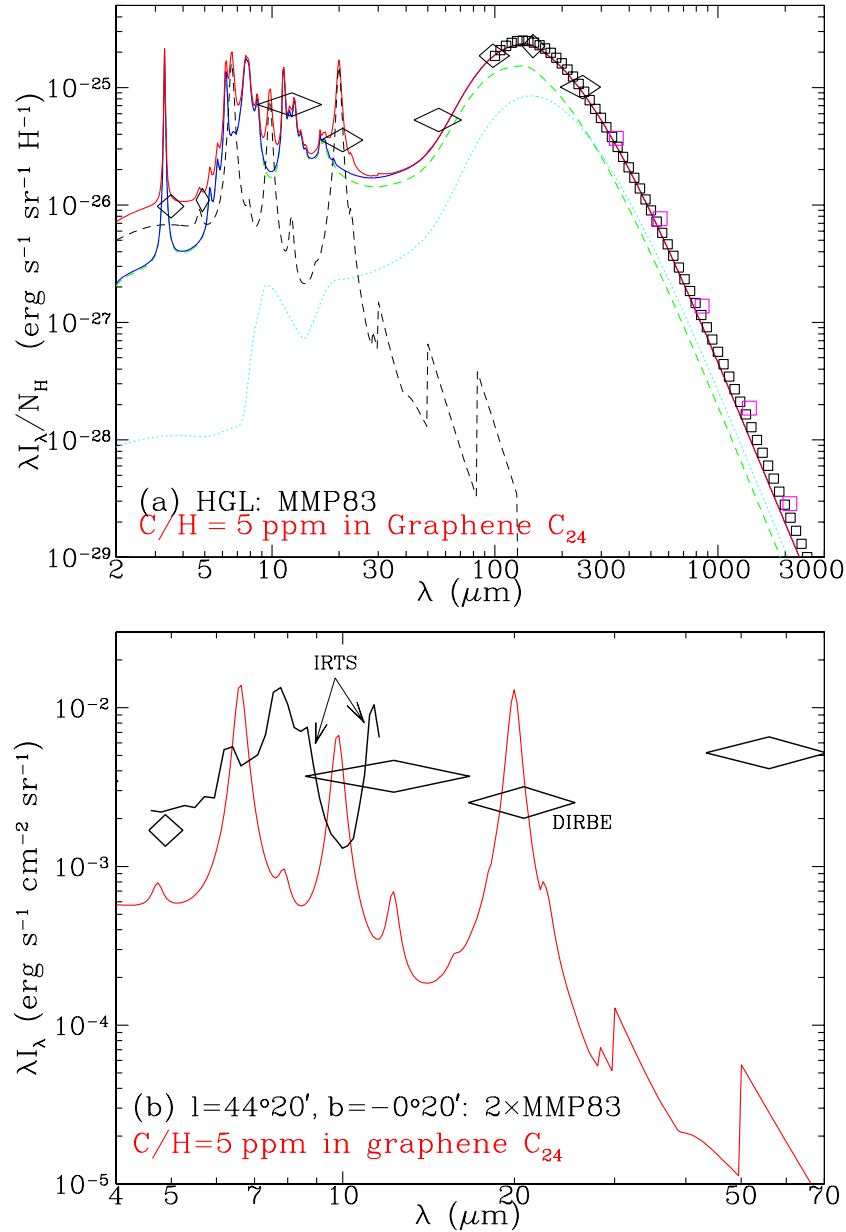 10⁻²⁵
10⁻²⁶
10⁻²⁷
10⁻²⁸
10⁻²⁹
λI_λ/N_H (erg s⁻¹ sr⁻¹ H⁻¹)
(a) HGL: MMP83
C/H = 5 ppm in Graphene C₂₄
2 5 10 30 100 300 1000 3000
λ (μm)
10⁻²
10⁻³
10⁻⁴
10⁻⁵
λI_λ (erg s⁻¹ cm⁻² sr⁻¹)
IRTS
DIRBE
(b) l=44°20′, b=−0°20′: 2×MMP83
C/H=5 ppm in graphene C₂₄
4 5 7 10 20 50 70
λ (μm)